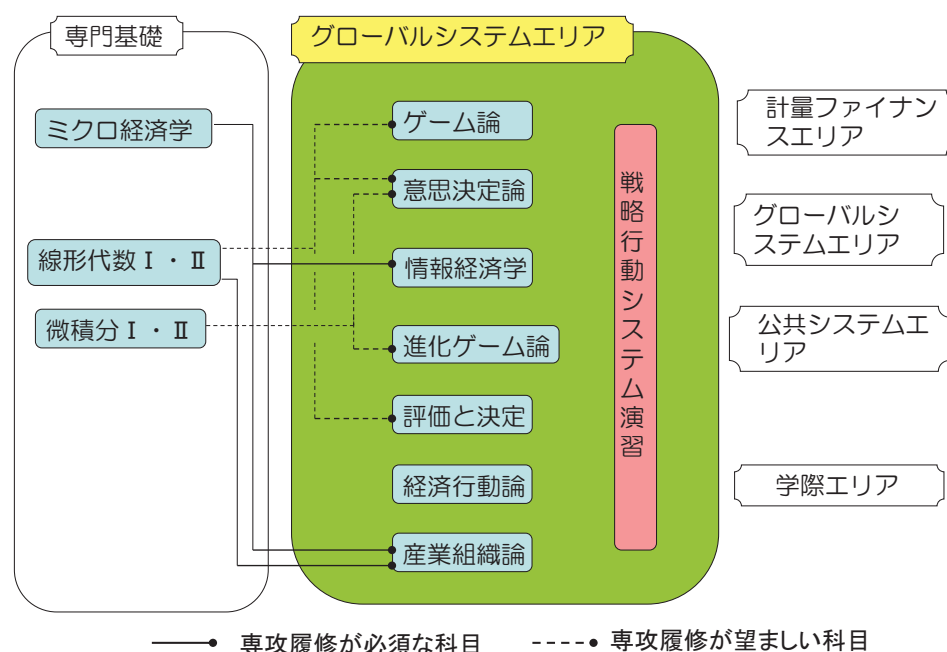 専門基礎
グローバルシステムエリア
ミクロ経済学
線形代数Ⅰ・Ⅱ
微積分Ⅰ・Ⅱ
ゲーム論
意思決定論
情報経済学
進化ゲーム論
評価と決定
経済行動論
産業組織論
戦略行動システム演習
計量ファイナン
スエリア
グローバルシ
ステムエリア
公共システムエ
リア
学際エリア
専攻履修が必須な科目
専攻履修が望ましい科目